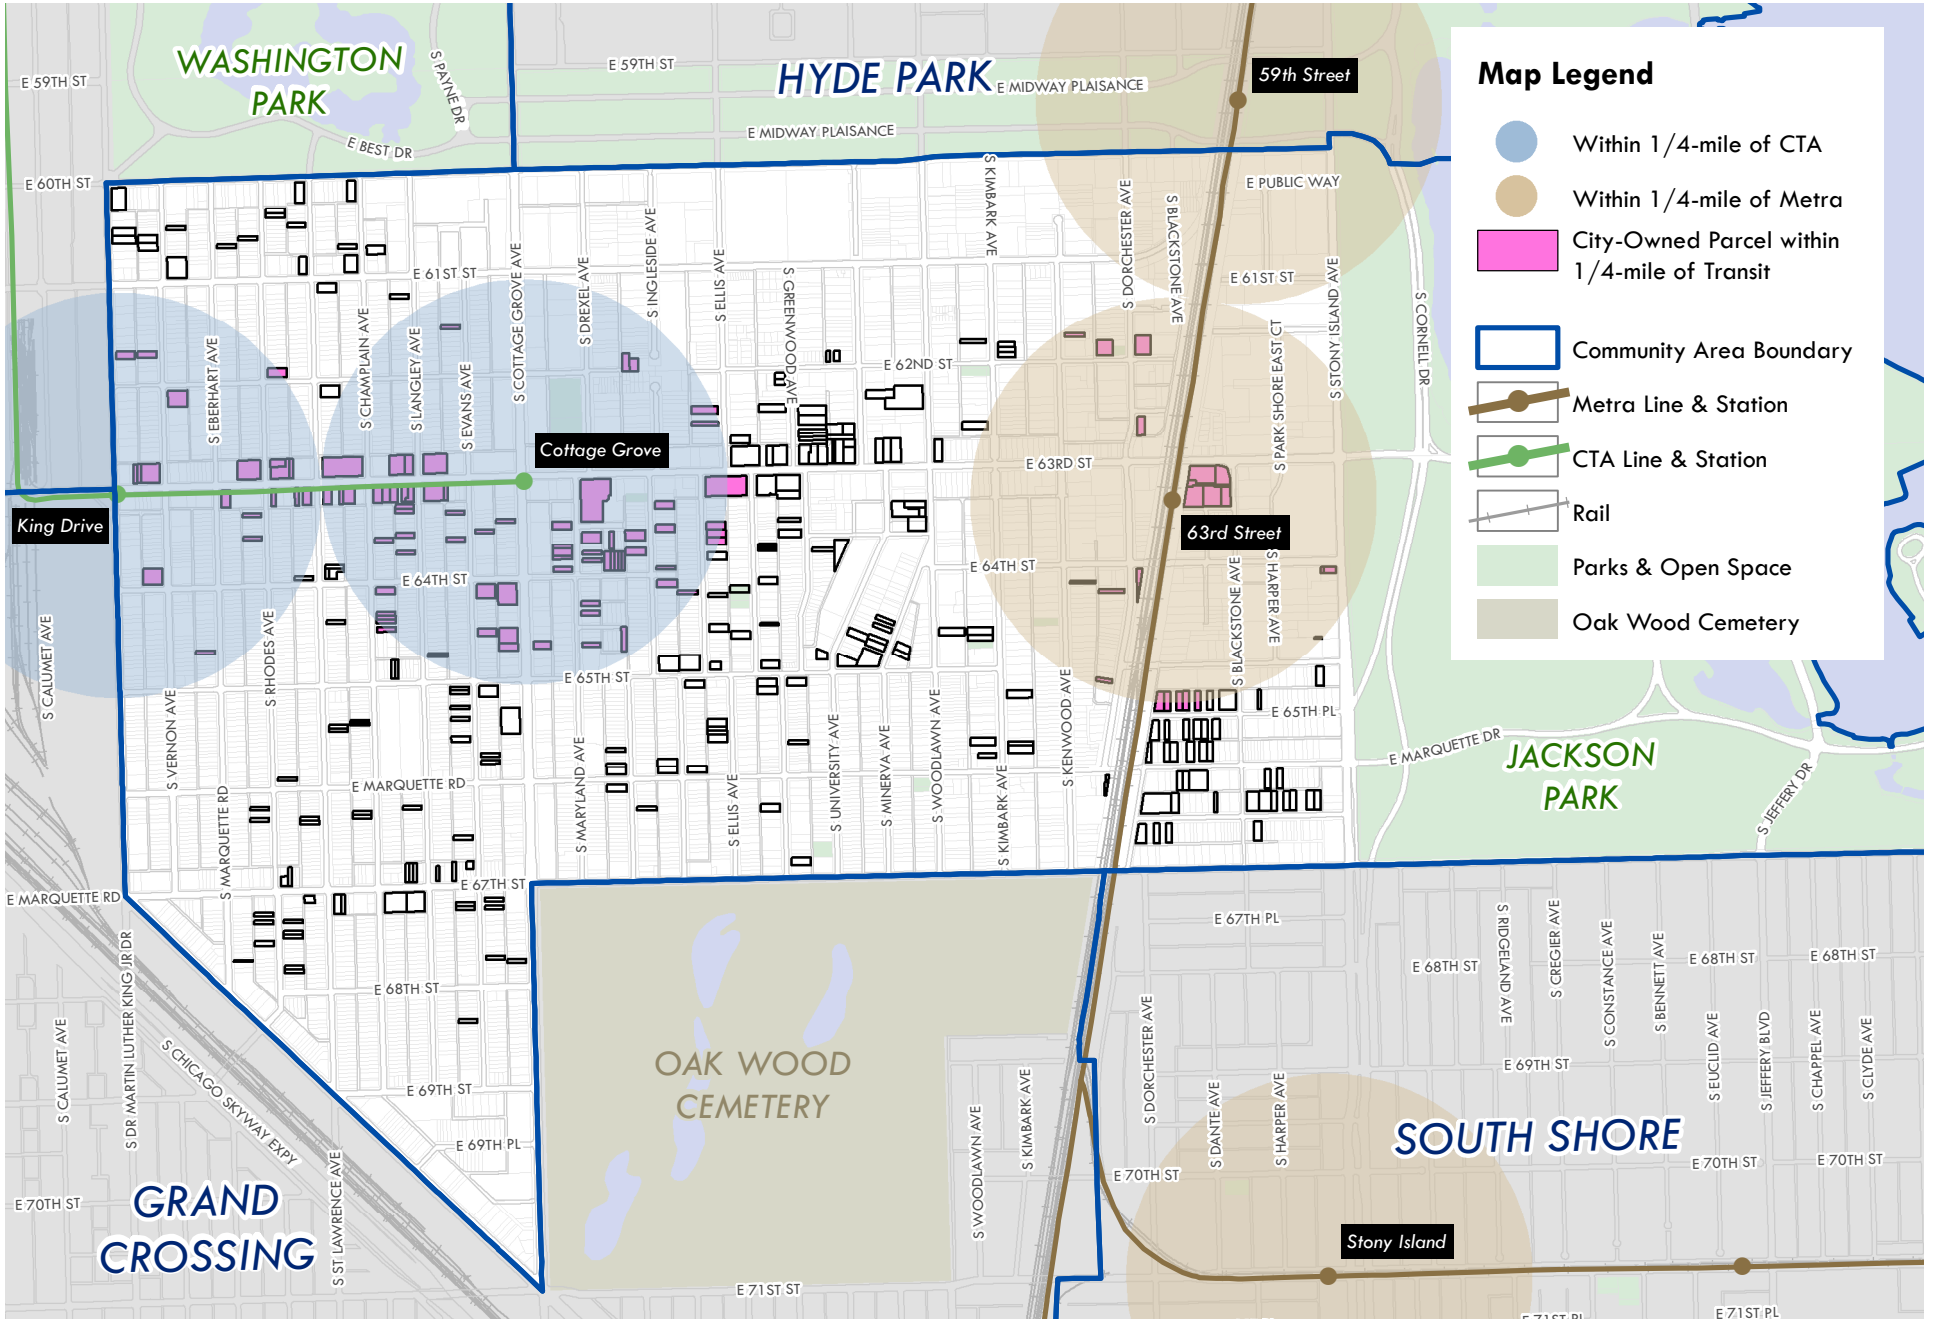 WASHINGTON
PARK
HYDE PARK
E 59TH ST
S PAYNE DR
E 59TH ST
E MIDWAY PLAISANCE
E MIDWAY PLAISANCE
E BEST DR
E 60TH ST
59th Street
Map Legend
Within 1/4-mile of CTA
Within 1/4-mile of Metra
City-Owned Parcel within
1/4-mile of Transit
Community Area Boundary
Metra Line & Station
CTA Line & Station
Rail
Parks & Open Space
Oak Wood Cemetery
S KIMBARK AVE
S DORCHESTER AVE
S BLACKSTONE AVE
E PUBLIC WAY
E 61ST ST
S COTTAGE GROVE AVE
S DREXEL AVE
S INGLESIDE AVE
S ELLIS AVE
S GREENWOOD AVE
E 61ST ST
S STONY ISLAND AVE
S CORNELL DR
S EBERHART AVE
S CHAMPLAIN AVE
S LANGLEY AVE
S EVANS AVE
E 62ND ST
S PARK SHORE EAST CT
Cottage Grove
E 63RD ST
King Drive
63rd Street
E 64TH ST
E 64TH ST
S BLACKSTONE AVE
S HARPER AVE
S CALUMET AVE
S RHODES AVE
E 65TH ST
S VERNON AVE
S KENWOOD AVE
E 65TH PL
S MARYLAND AVE
S UNIVERSITY AVE
S MINERVA AVE
S WOODLAWN AVE
E MARQUETTE DR
JACKSON
PARK
S JEFFERY DR
E MARQUETTE RD
S MARQUETTE RD
S ELLIS AVE
S KIMBARK AVE
E MARQUETTE RD
E 67TH ST
E 67TH PL
S DR MARTIN LUTHER KING JR DR
S RIDGELAND AVE
S CREGIER AVE
S CONSTANCE AVE
S BENNETT AVE
E 68TH ST
E 68TH ST
E 68TH ST
E 68TH ST
S CALUMET AVE
S CHICAGO SKYWAY EXPY
OAK WOOD
CEMETERY
S DORCHESTER AVE
S EUCLID AVE
S JEFFERY BLVD
S CHAPPEL AVE
S CLYDE AVE
E 69TH ST
E 69TH ST
S KIMBARK AVE
S DANTE AVE
S HARPER AVE
E 69TH PL
S WOODLAWN AVE
SOUTH SHORE
E 70TH ST
E 70TH ST
E 70TH ST
E 70TH ST
S ST LAWRENCE AVE
GRAND
CROSSING
Stony Island
E 71ST ST
E 71ST PL
E 71ST PL